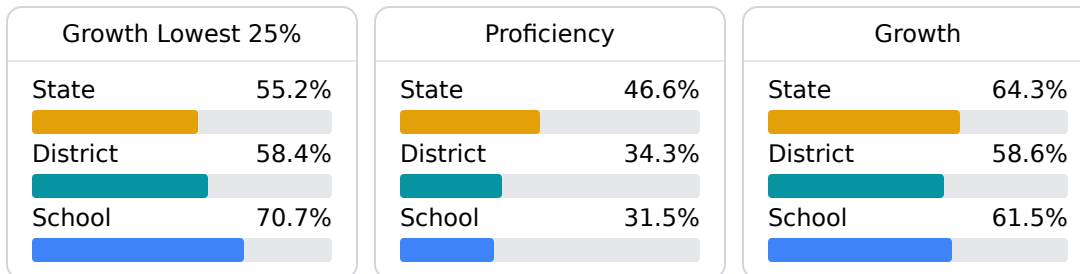 Growth Lowest 25%
State 55.2%
District 58.4%
School 70.7%
Proficiency
State 46.6%
District 34.3%
School 31.5%
Growth
State 64.3%
District 58.6%
School 61.5%